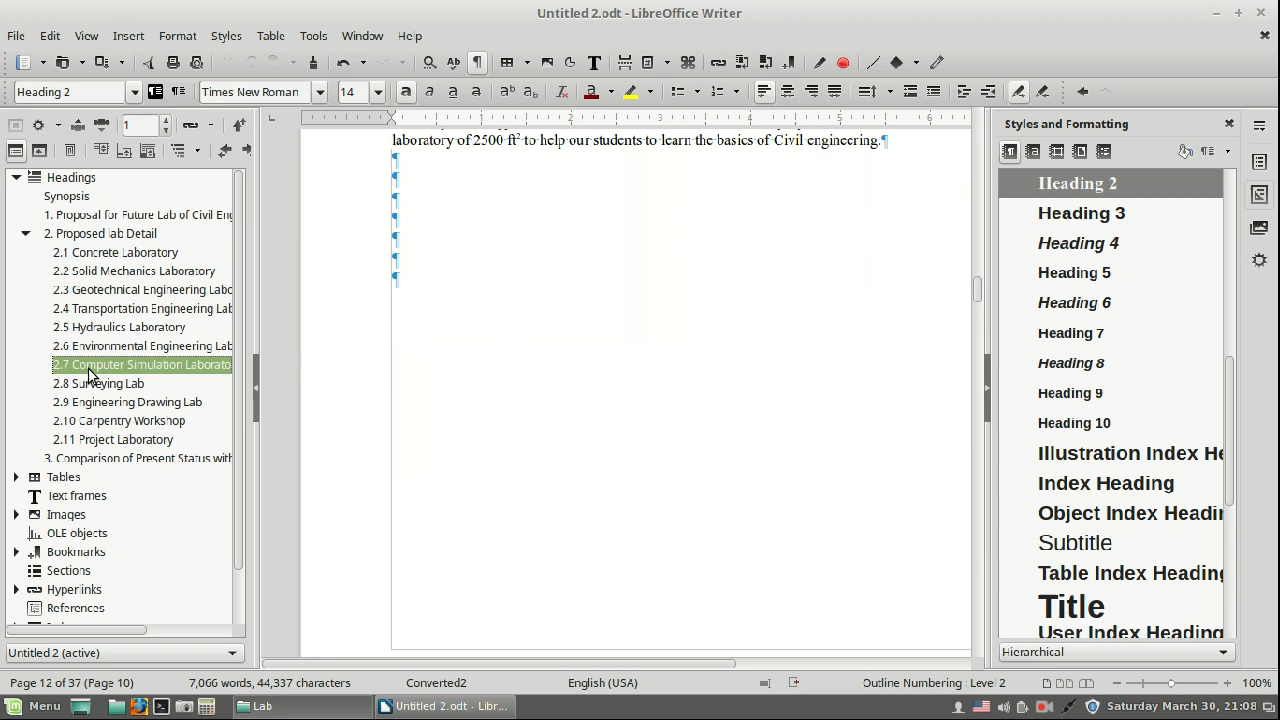 Untitled 2.odt - LibreOffice Writer
File Edit View Insert Format Styles Table Tools Window Help
Heading 2 Times New Roman 14
1
Headings
Synopsis
1. Proposal for Future Lab of Civil Eng
2. Proposed lab Detail
2.1 Concrete Laboratory
2.2 Solid Mechanics Laboratory
2.3 Geotechnical Engineering Labo
2.4 Transportation Engineering Lab
2.5 Hydraulics Laboratory
2.6 Environmental Engineering Lab
2.7 Computer Simulation Laborato
2.8 Surveying Lab
2.9 Engineering Drawing Lab
2.10 Carpentry Workshop
2.11 Project Laboratory
3. Comparison of Present Status with
Tables
Text frames
Images
OLE objects
Bookmarks
Sections
Hyperlinks
References
Untitled 2 (active)
1 2 3 4 5 6
laboratory of 2500 ft² to help our students to learn the basics of Civil engineering.¶
¶
¶
¶
¶
¶
¶
¶
Styles and Formatting
Heading 2
Heading 3
Heading 4
Heading 5
Heading 6
Heading 7
Heading 8
Heading 9
Heading 10
Illustration Index He
Index Heading
Object Index Headin
Subtitle
Table Index Heading
Title
User Index Heading
Hierarchical
Page 12 of 37 (Page 10) 7,066 words, 44,337 characters Converted2 English (USA) Outline Numbering : Level 2 100%
Menu Lab Untitled 2.odt - Libr... Saturday March 30, 21:08